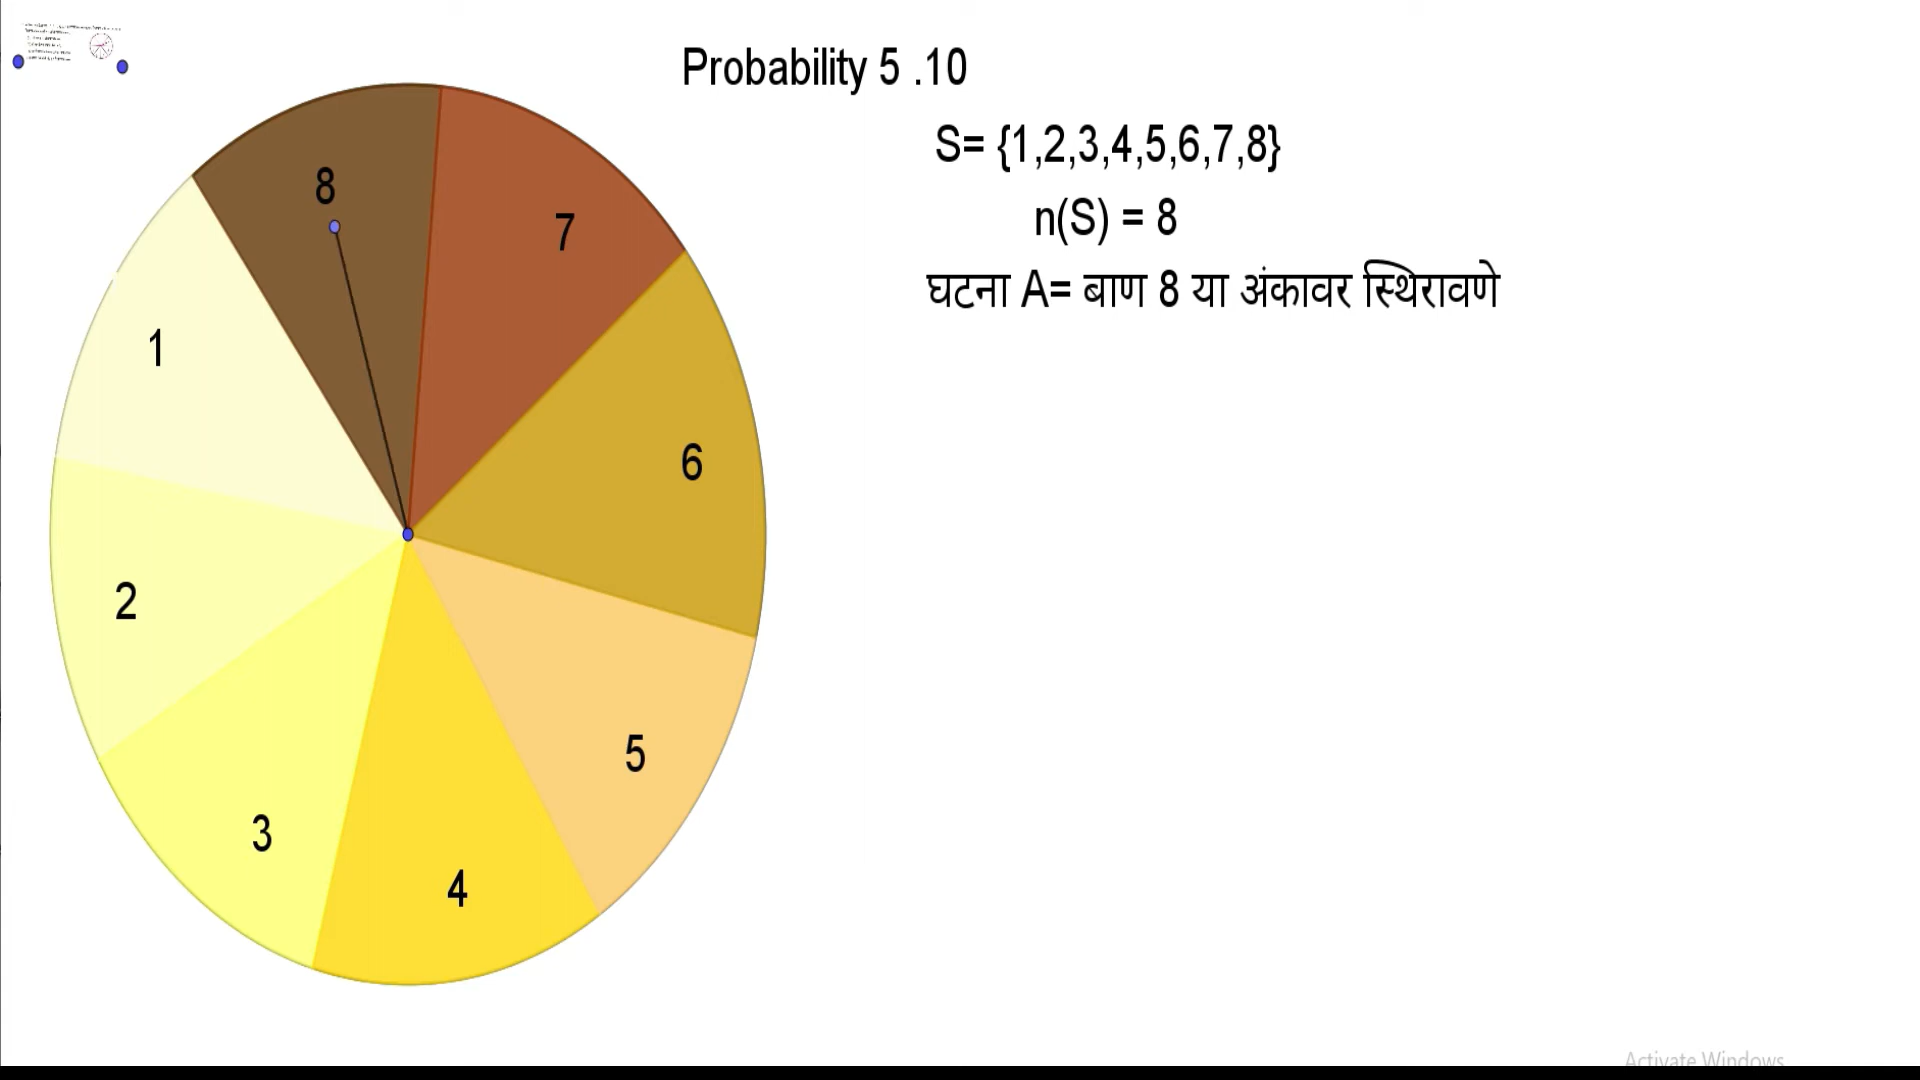 Probability 5 .10
S= {1,2,3,4,5,6,7,8}
n(S) = 8
घटना A= बाण 8 या अंकावर स्थिरावणे
8
7
1
6
2
5
3
4
Activate Windows